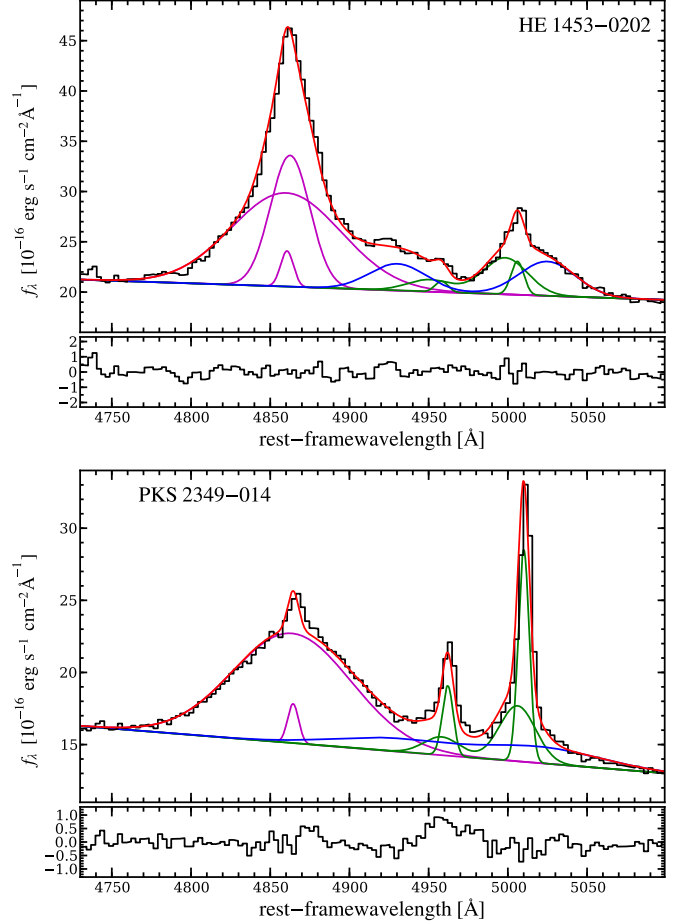 HE 1453−0202
45
40
35
30
25
20
f_λ [10⁻¹⁶ erg s⁻¹ cm⁻² Å⁻¹]
2
1
0
−1
−2
4750 4800 4850 4900 4950 5000 5050
rest−framewavelength [Å]
PKS 2349−014
30
25
20
15
f_λ [10⁻¹⁶ erg s⁻¹ cm⁻² Å⁻¹]
1.0
0.5
0.0
−0.5
−1.0
4750 4800 4850 4900 4950 5000 5050
rest−framewavelength [Å]